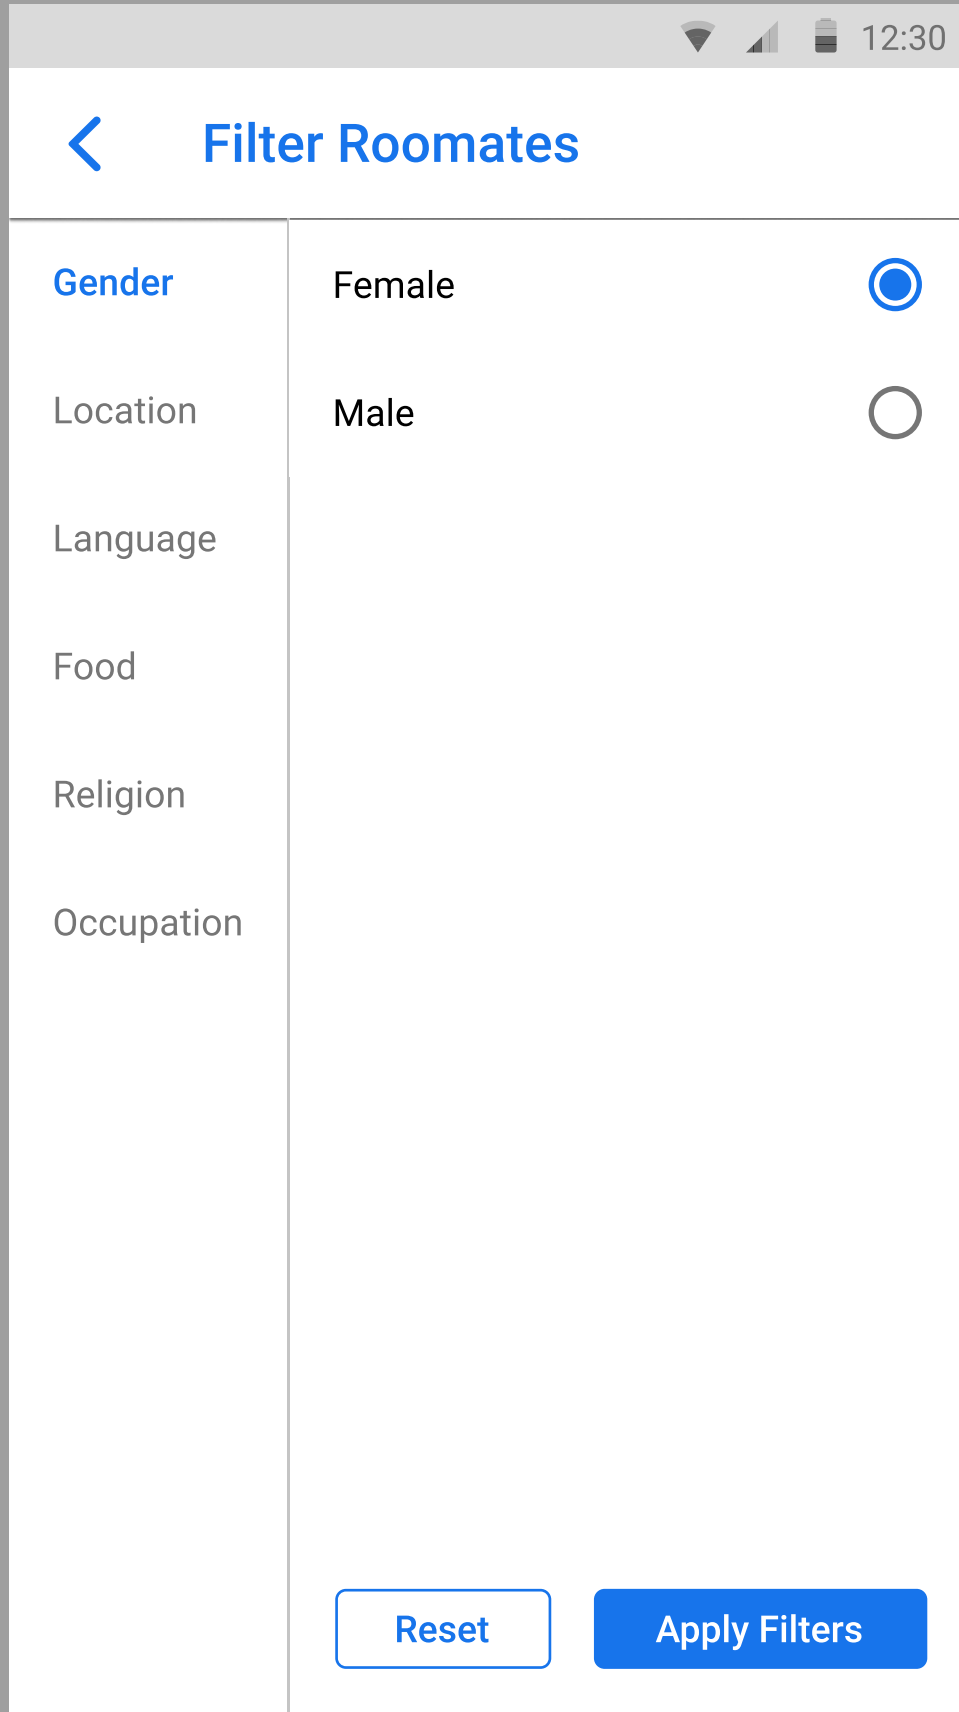 12:30
Filter Roomates
Gender
Female
Location
Male
Language
Food
Religion
Occupation
Reset
Apply Filters